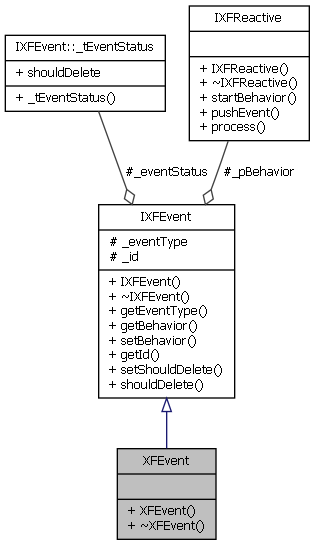 IXFReactive
+ IXFReactive()
+ ~IXFReactive()
+ startBehavior()
+ pushEvent()
+ process()
IXFEvent::_tEventStatus
+ shouldDelete
+ _tEventStatus()
#_eventStatus
#_pBehavior
IXFEvent
# _eventType
# _id
+ IXFEvent()
+ ~IXFEvent()
+ getEventType()
+ getBehavior()
+ setBehavior()
+ getId()
+ setShouldDelete()
+ shouldDelete()
XFEvent
+ XFEvent()
+ ~XFEvent()